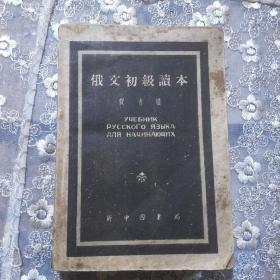 俄文初級讀本
УЧЕБНИК
РУССКОГО ЯЗЫКА
ДЛЯ НАЧИНАЮЩИХ
新中國書局